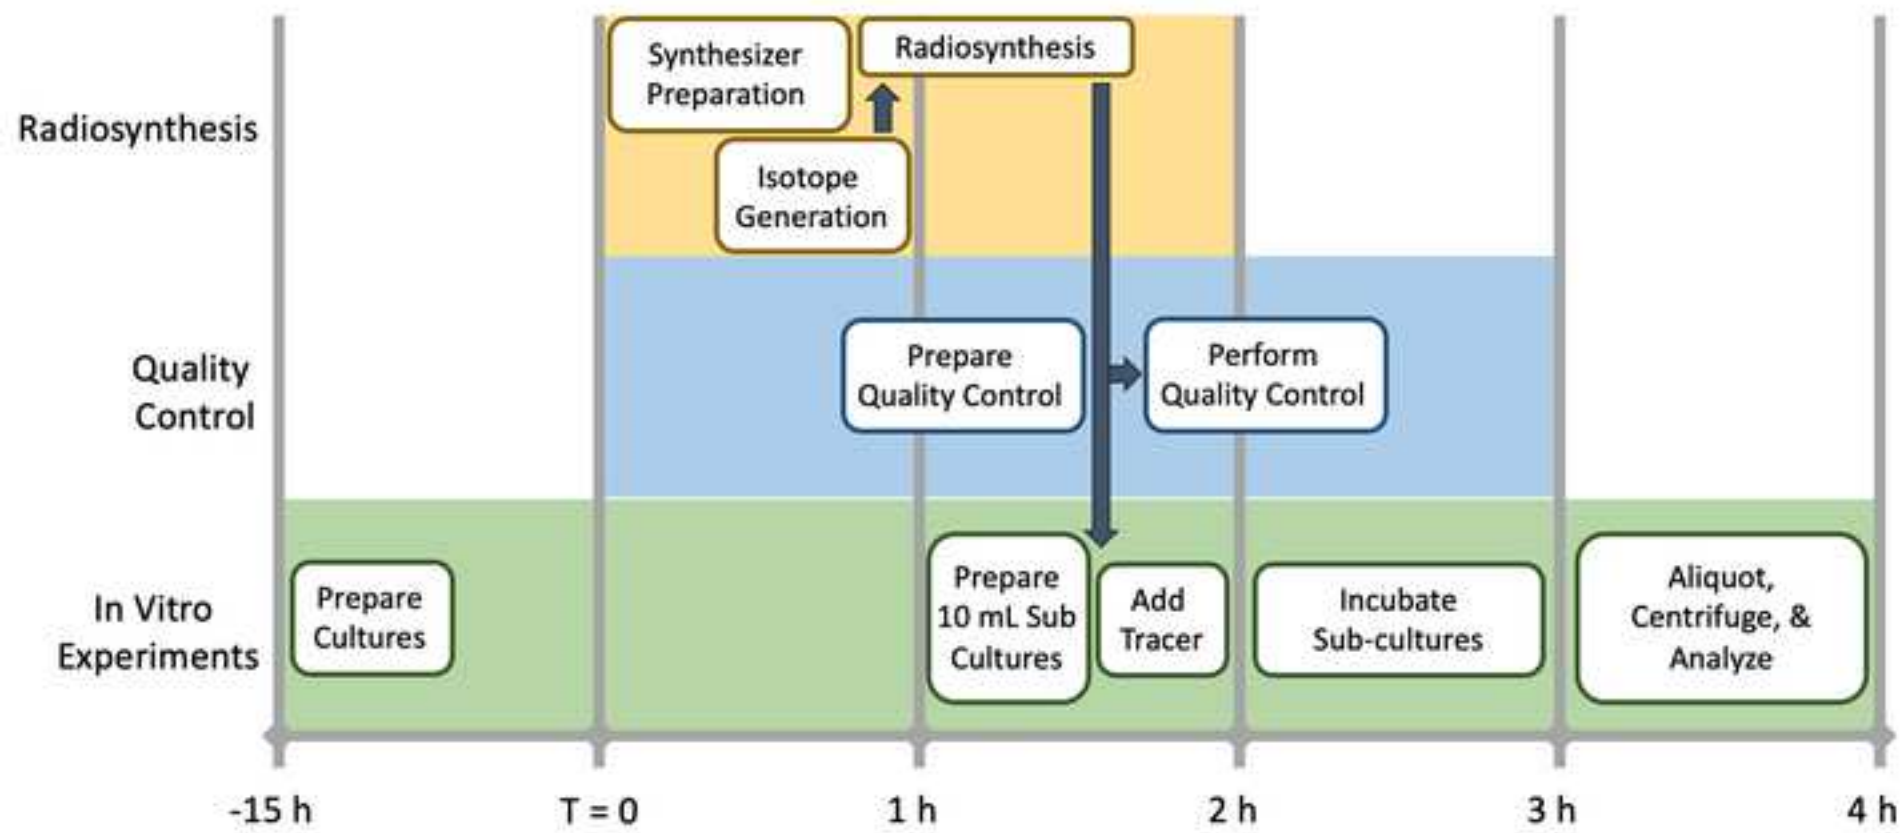 Radiosynthesis
Synthesizer
Preparation
Radiosynthesis
Isotope
Generation
Quality
Control
Prepare
Quality Control
Perform
Quality Control
In Vitro
Experiments
Prepare
Cultures
Prepare
10 mL Sub
Cultures
Add
Tracer
Incubate
Sub-cultures
Aliquot,
Centrifuge, &
Analyze
-15 h
T = 0
1 h
2 h
3 h
4 h